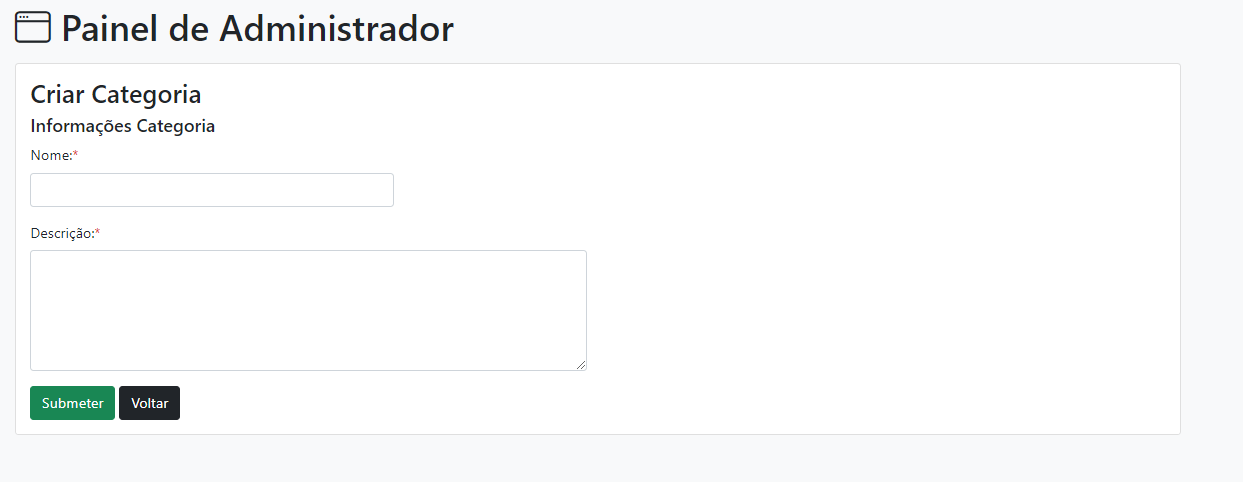 Painel de Administrador
Criar Categoria
Informações Categoria
Nome:*
Descrição:*
Submeter Voltar